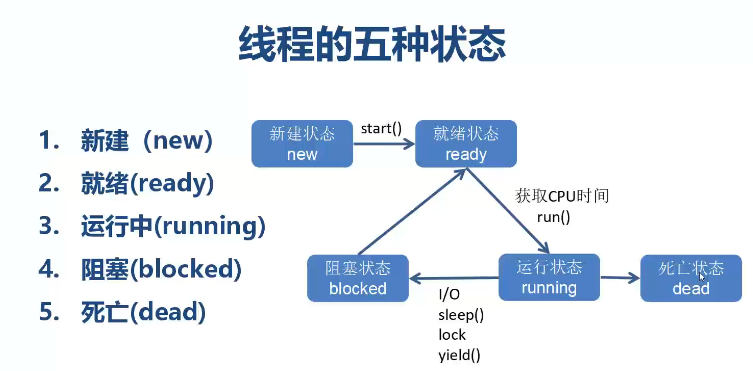 线程的五种状态
1. 新建（new）
2. 就绪(ready)
3. 运行中(running)
4. 阻塞(blocked)
5. 死亡(dead)
新建状态
new
start()
就绪状态
ready
获取CPU时间
run()
阻塞状态
blocked
运行状态
running
死亡状态
dead
I/O
sleep()
lock
yield()